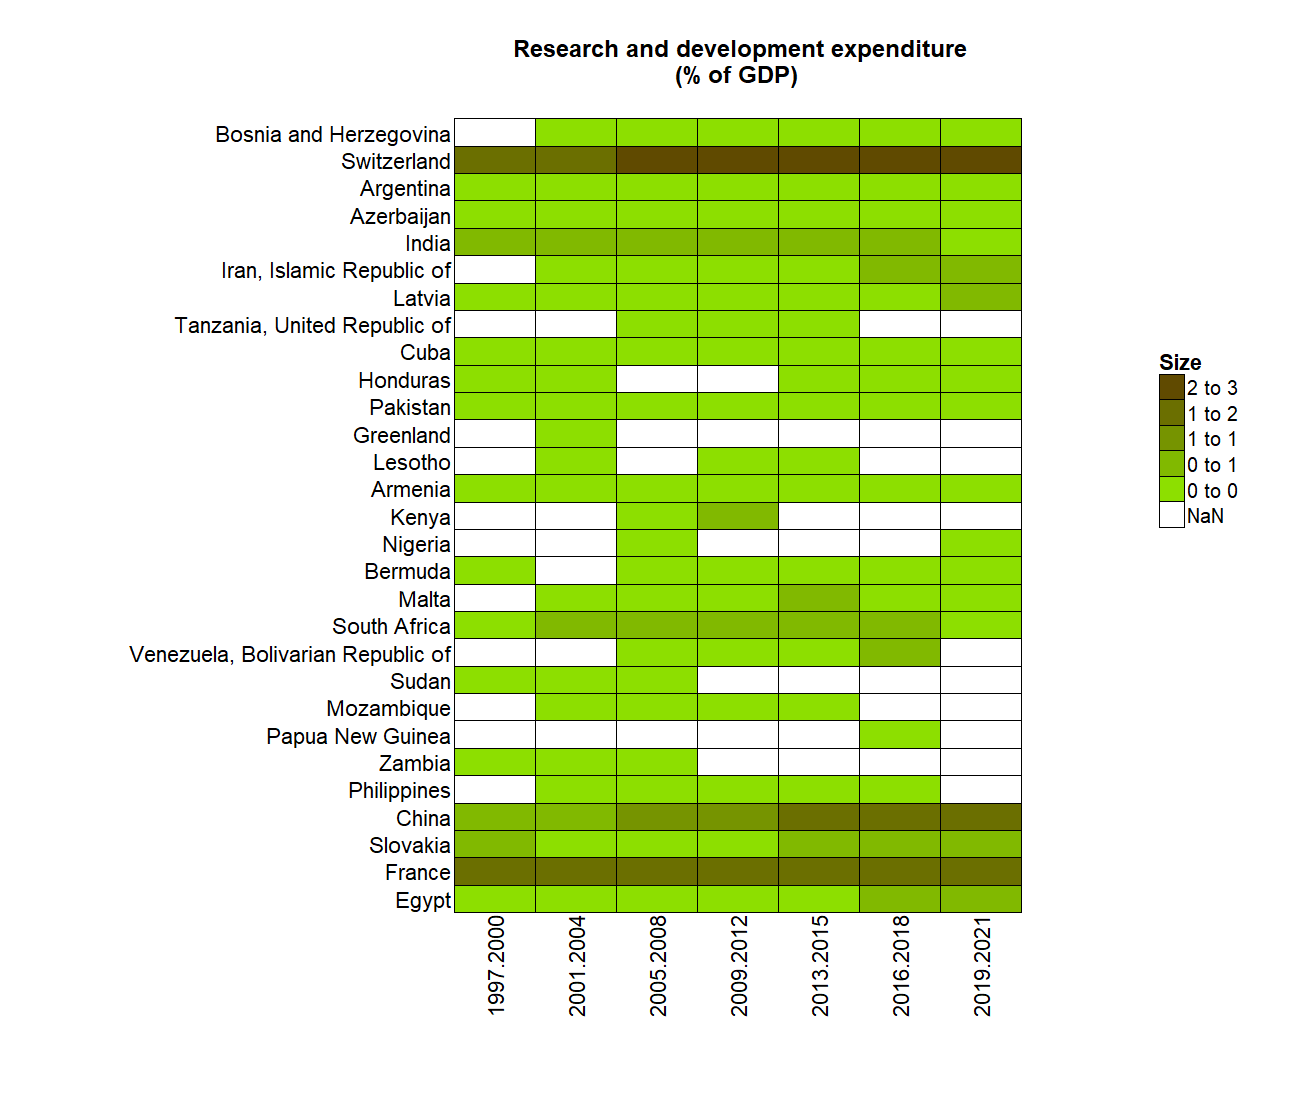 Research and development expenditure
(% of GDP)
Bosnia and Herzegovina
Switzerland
Argentina
Azerbaijan
India
Iran, Islamic Republic of
Latvia
Tanzania, United Republic of
Cuba
Honduras
Pakistan
Greenland
Lesotho
Armenia
Kenya
Nigeria
Bermuda
Malta
South Africa
Venezuela, Bolivarian Republic of
Sudan
Mozambique
Papua New Guinea
Zambia
Philippines
China
Slovakia
France
Egypt
1997.2000
2001.2004
2005.2008
2009.2012
2013.2015
2016.2018
2019.2021
Size
2 to 3
1 to 2
1 to 1
0 to 1
0 to 0
NaN